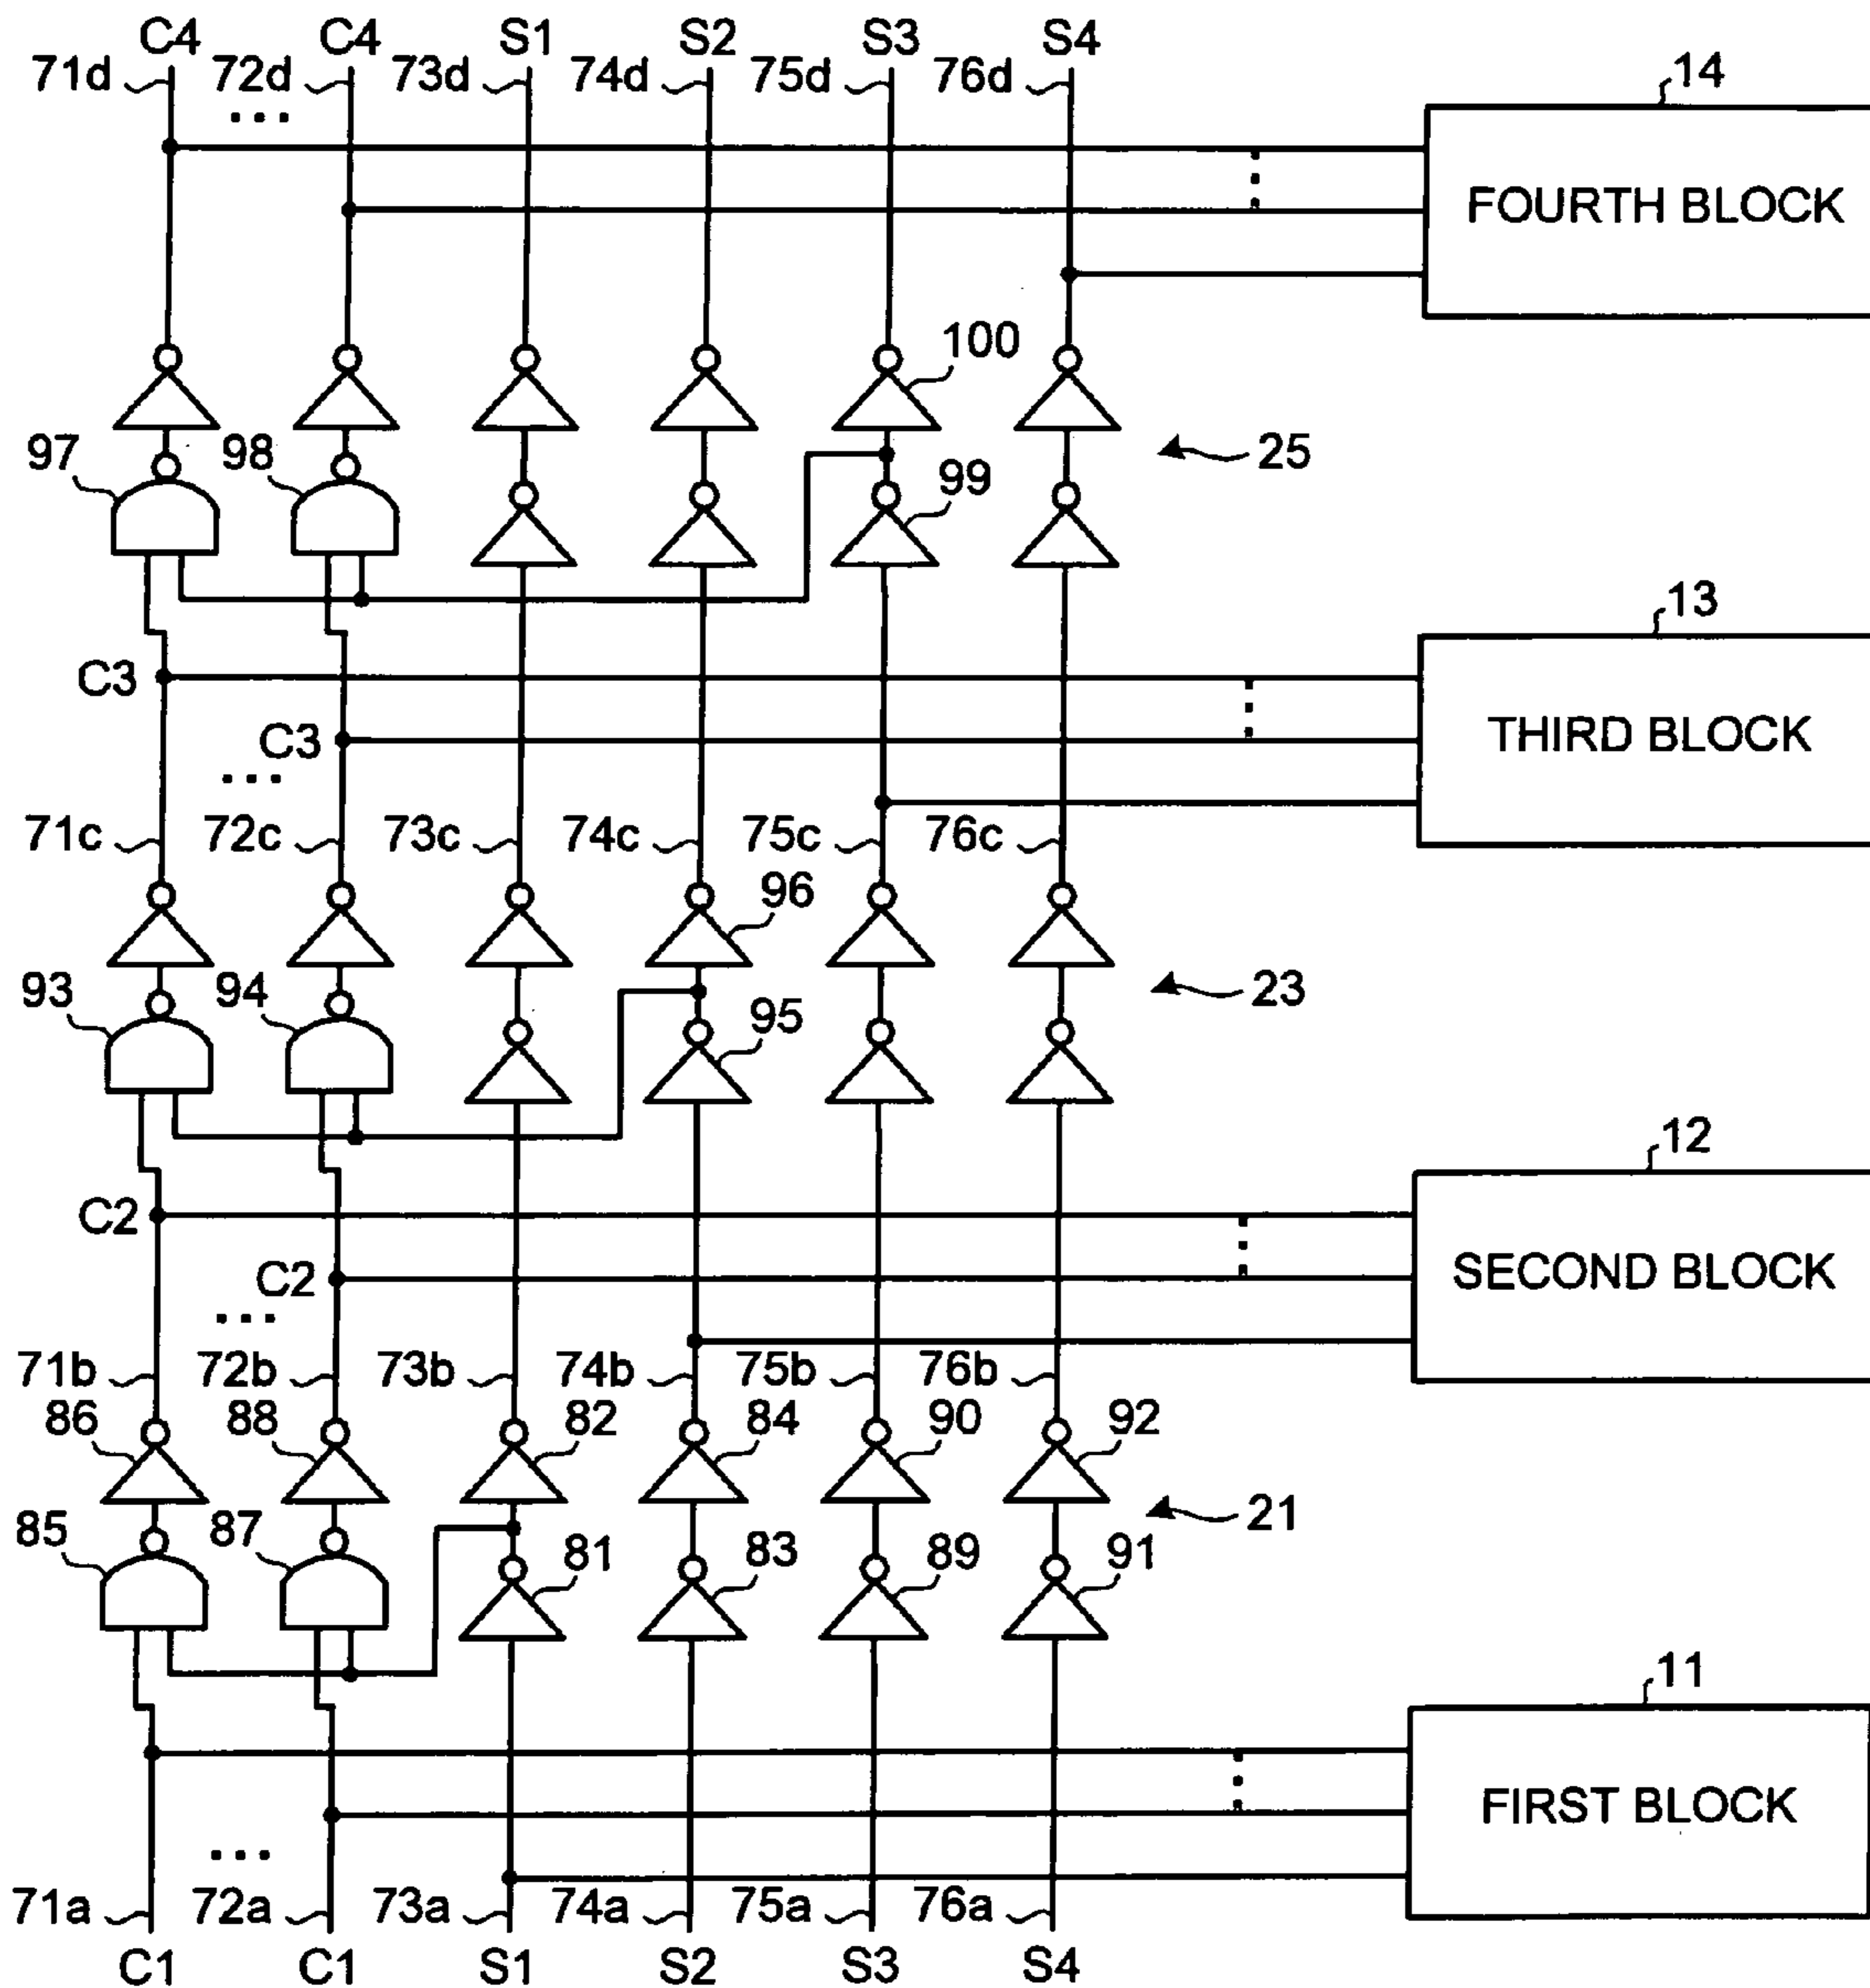 C4 C4 S1 S2 S3 S4
71d 72d 73d 74d 75d 76d 14
...
FOURTH BLOCK
100
97 98 25
99
13
C3
C3 THIRD BLOCK
...
71c 72c 73c 74c 75c 76c
96
93 94 23
95
12
C2
C2 SECOND BLOCK
...
71b 72b 73b 74b 75b 76b
86 88 82 84 90 92
21
85 87 81 83 89 91
11
FIRST BLOCK
...
71a 72a 73a 74a 75a 76a
C1 C1 S1 S2 S3 S4